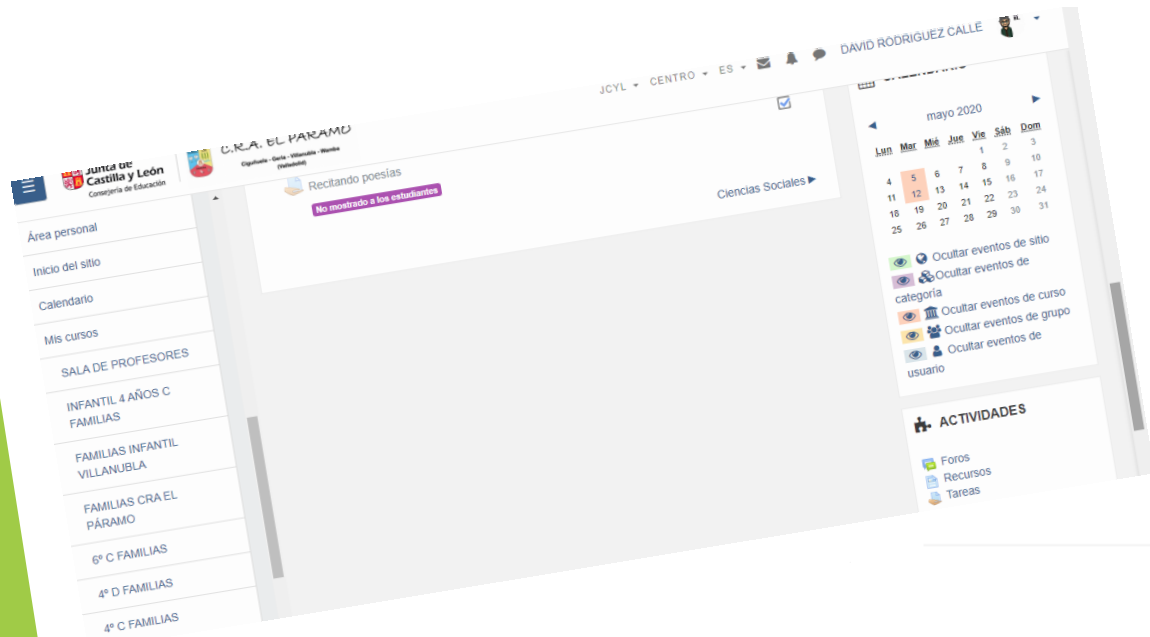 JCYL CENTRO ES DAVID RODRIGUEZ CALLE
Junta de
Castilla y León
Consejería de Educación
C.R.A. EL PÁRAMO
Ciguñuela - Geria - Villanubla - Wamba
(Valladolid)
Área personal
Inicio del sitio
Calendario
Mis cursos
SALA DE PROFESORES
INFANTIL 4 AÑOS C
FAMILIAS
FAMILIAS INFANTIL
VILLANUBLA
FAMILIAS CRA EL
PÁRAMO
6º C FAMILIAS
4º D FAMILIAS
4º C FAMILIAS
Recitando poesías
No mostrado a los estudiantes
Ciencias Sociales ▶
CALENDARIO
◀ mayo 2020 ▶
Lun Mar Mié Jue Vie Sáb Dom
1 2 3
4 5 6 7 8 9 10
11 12 13 14 15 16 17
18 19 20 21 22 23 24
25 26 27 28 29 30 31
Ocultar eventos de sitio
Ocultar eventos de
categoría
Ocultar eventos de curso
Ocultar eventos de grupo
Ocultar eventos de
usuario
ACTIVIDADES
Foros
Recursos
Tareas